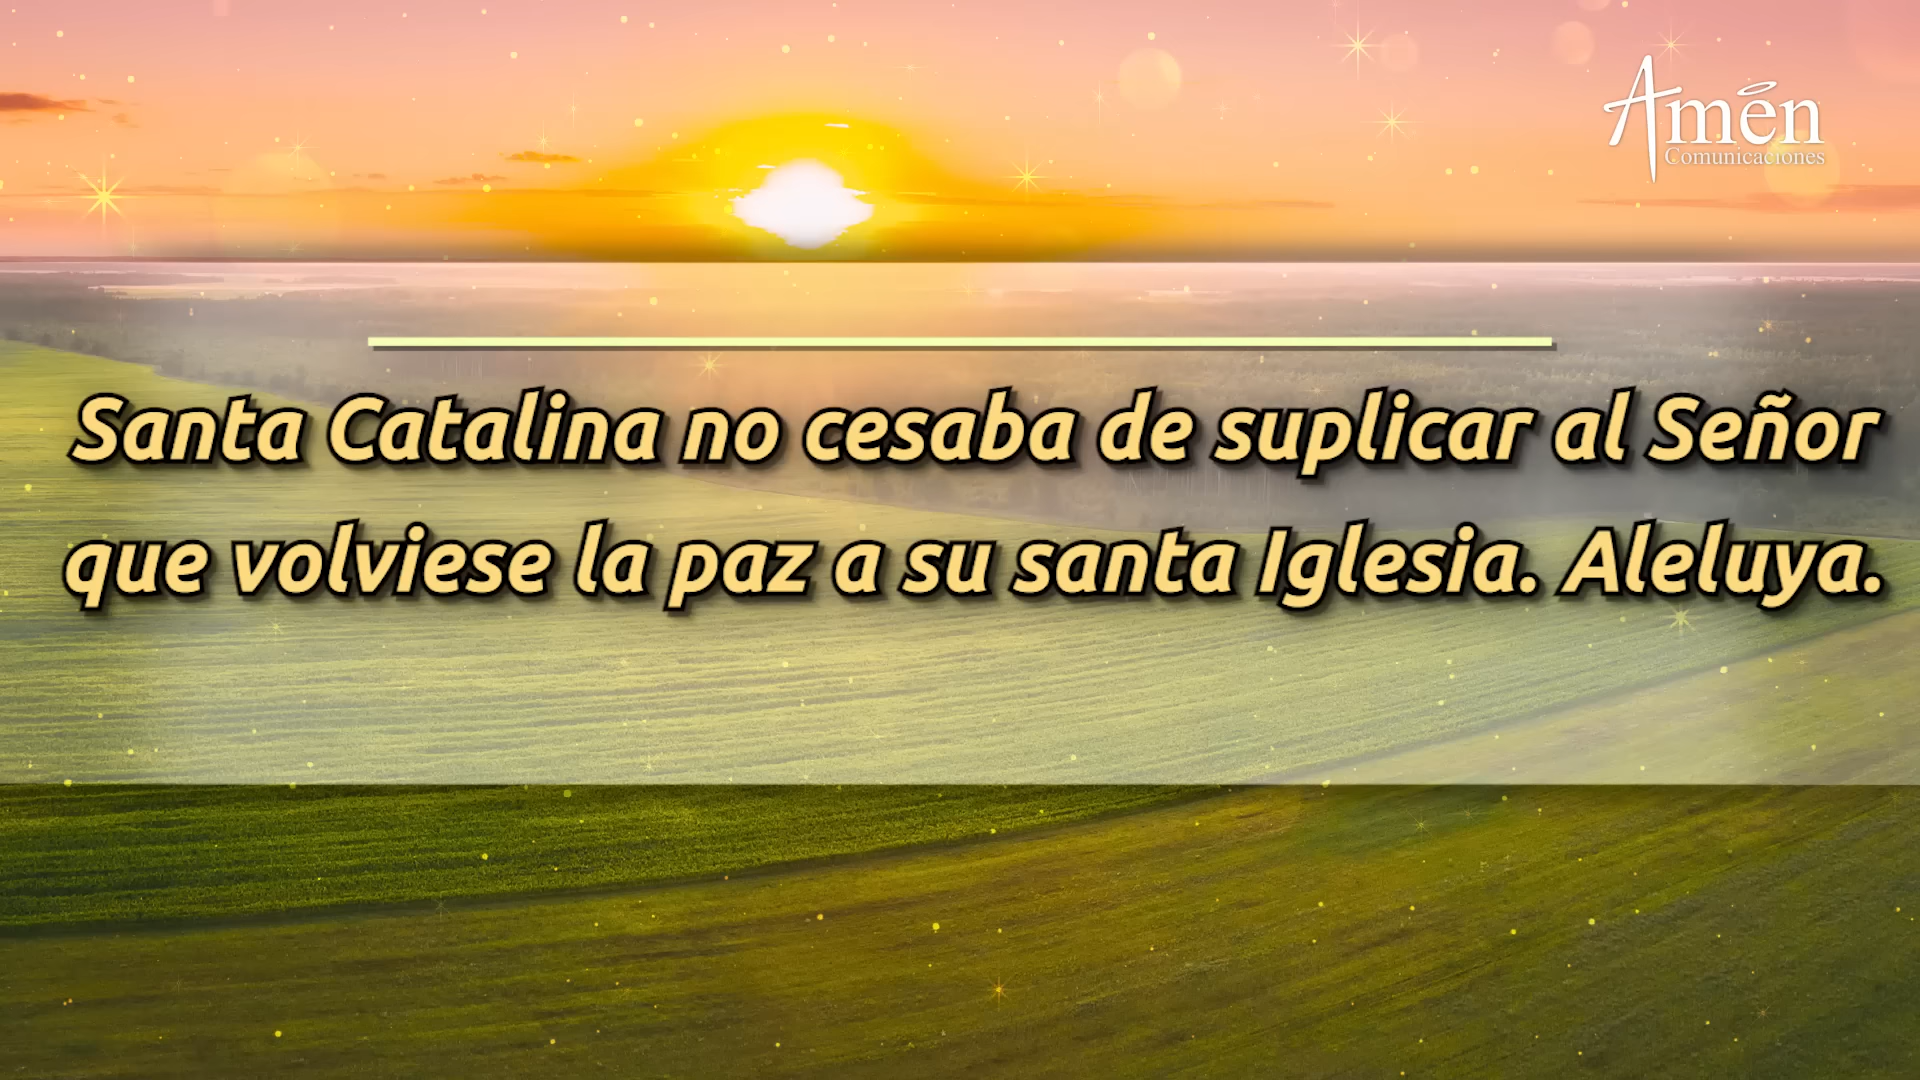 Amén
Comunicaciones
Santa Catalina no cesaba de suplicar al Señor
que volviese la paz a su santa Iglesia. Aleluya.